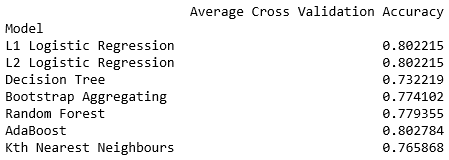 Average Cross Validation Accuracy
Model
L1 Logistic Regression 0.802215
L2 Logistic Regression 0.802215
Decision Tree 0.732219
Bootstrap Aggregating 0.774102
Random Forest 0.779355
AdaBoost 0.802784
Kth Nearest Neighbours 0.765868